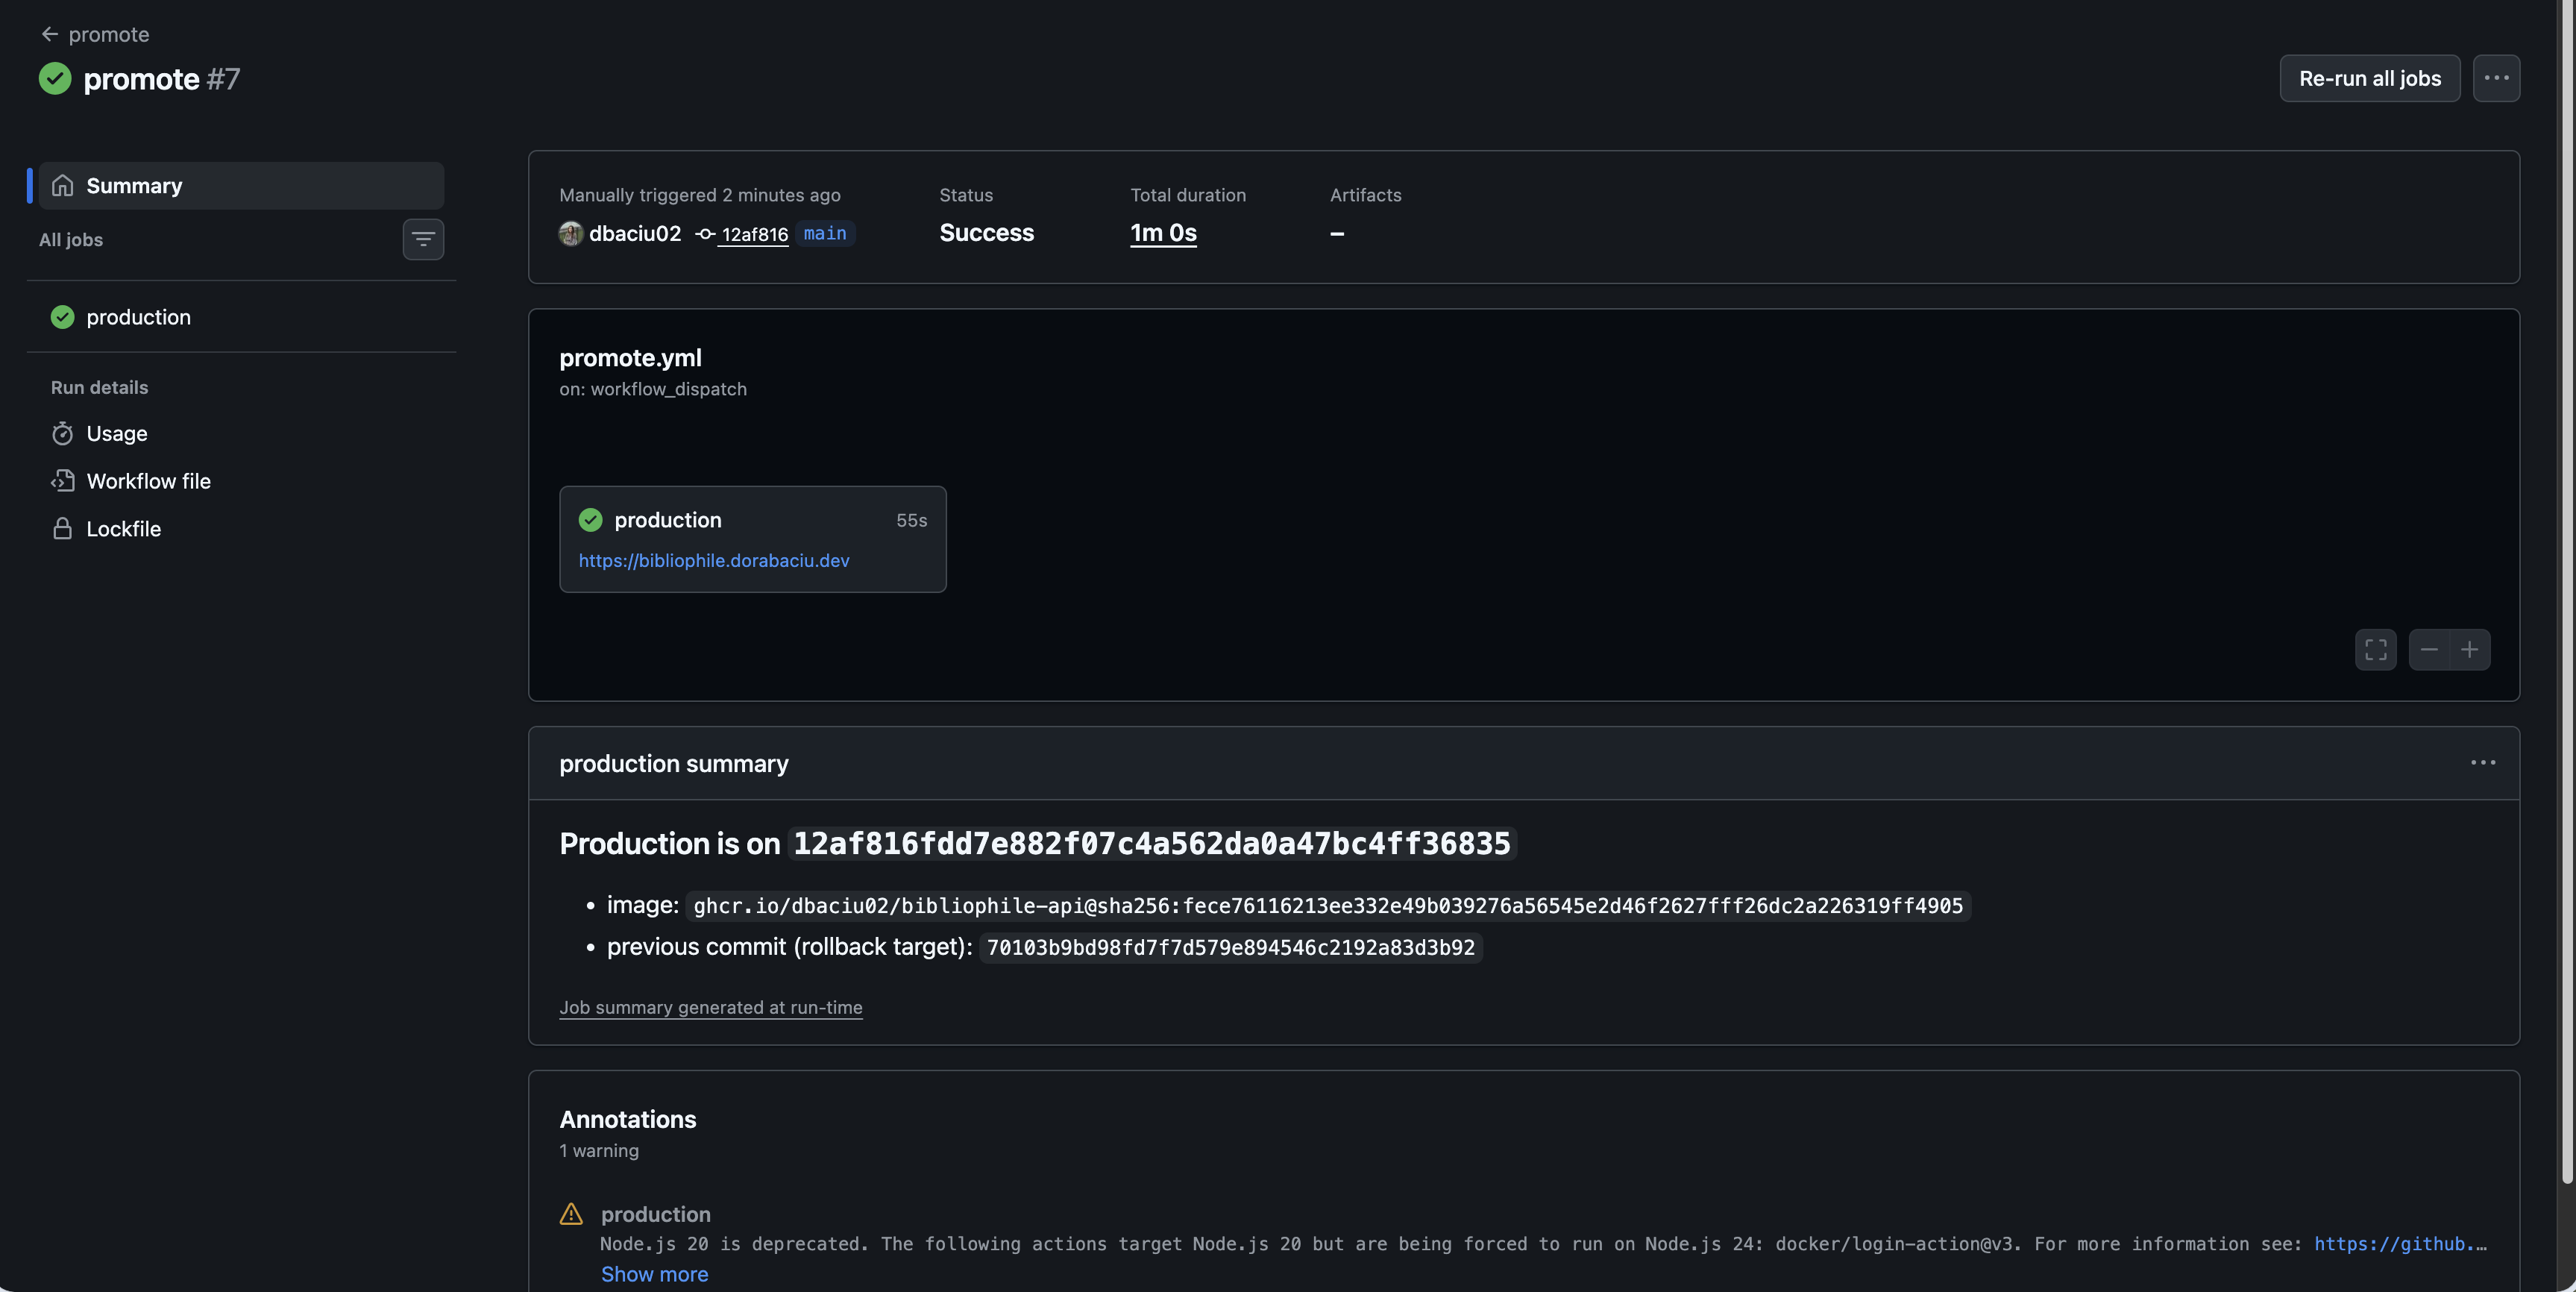 promote
promote #7
Re-run all jobs
Summary
All jobs
production
Run details
Usage
Workflow file
Lockfile
Manually triggered 2 minutes ago
dbaciu02 12af816 main
Status
Success
Total duration
1m 0s
Artifacts
–
promote.yml
on: workflow_dispatch
production 55s
https://bibliophile.dorabaciu.dev
production summary
Production is on 12af816fdd7e882f07c4a562da0a47bc4ff36835
• image: ghcr.io/dbaciu02/bibliophile-api@sha256:fece76116213ee332e49b039276a56545e2d46f2627fff26dc2a226319ff4905
• previous commit (rollback target): 70103b9bd98fd7f7d579e894546c2192a83d3b92
Job summary generated at run-time
Annotations
1 warning
production
Node.js 20 is deprecated. The following actions target Node.js 20 but are being forced to run on Node.js 24: docker/login-action@v3. For more information see: https://github.…
Show more